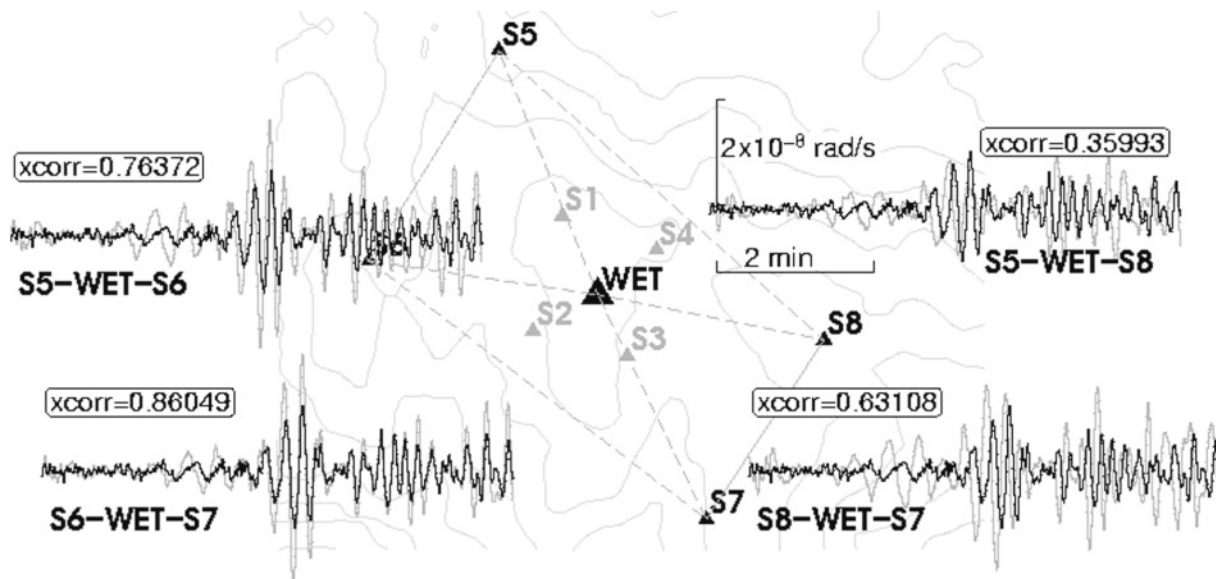 S5
xcorr=0.76372
2x10⁻⁸ rad/s
xcorr=0.35993
S1
S4
S5-WET-S6
2 min
S5-WET-S8
WET
S2
S3
S8
xcorr=0.86049
xcorr=0.63108
S6-WET-S7
S7
S8-WET-S7